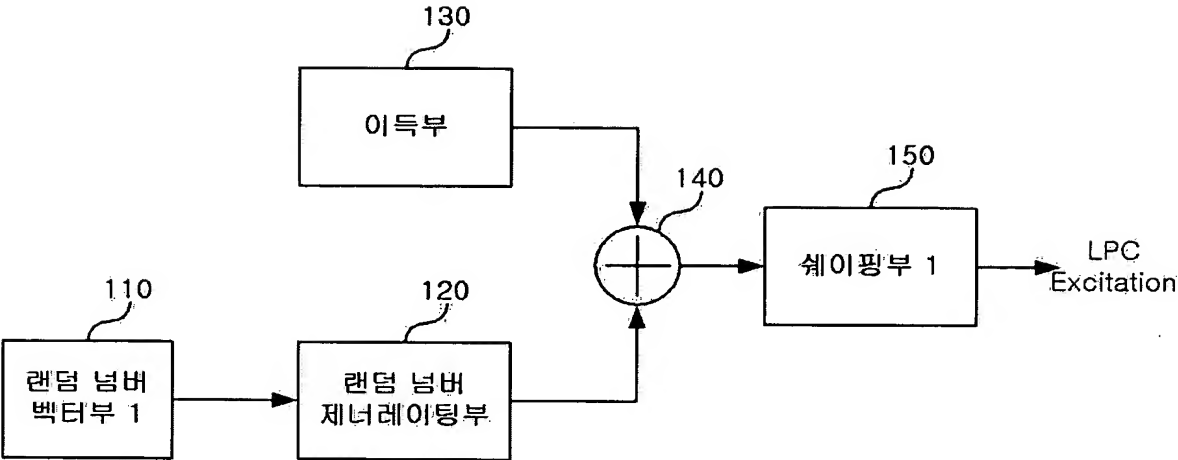 130
이득부
140
150
쉐이핑부 1
LPC
Excitation
110
120
랜덤 넘버
벡터부 1
랜덤 넘버
제너레이팅부